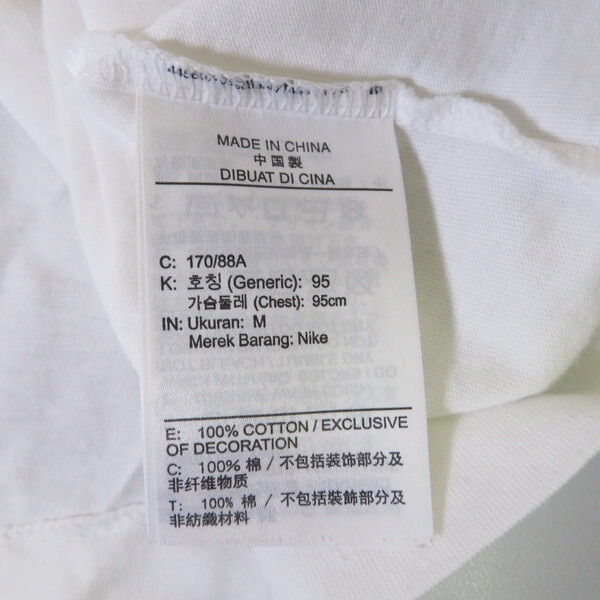 MADE IN CHINA
中国製
DIBUAT DI CINA
C: 170/88A
K: 호칭 (Generic): 95
가슴둘레 (Chest): 95cm
IN: Ukuran: M
Merek Barang: Nike
E: 100% COTTON / EXCLUSIVE
OF DECORATION
C: 100% 棉 / 不包括装饰部分及
非纤维物质
T: 100% 棉 / 不包括裝飾部分及
非紡織材料